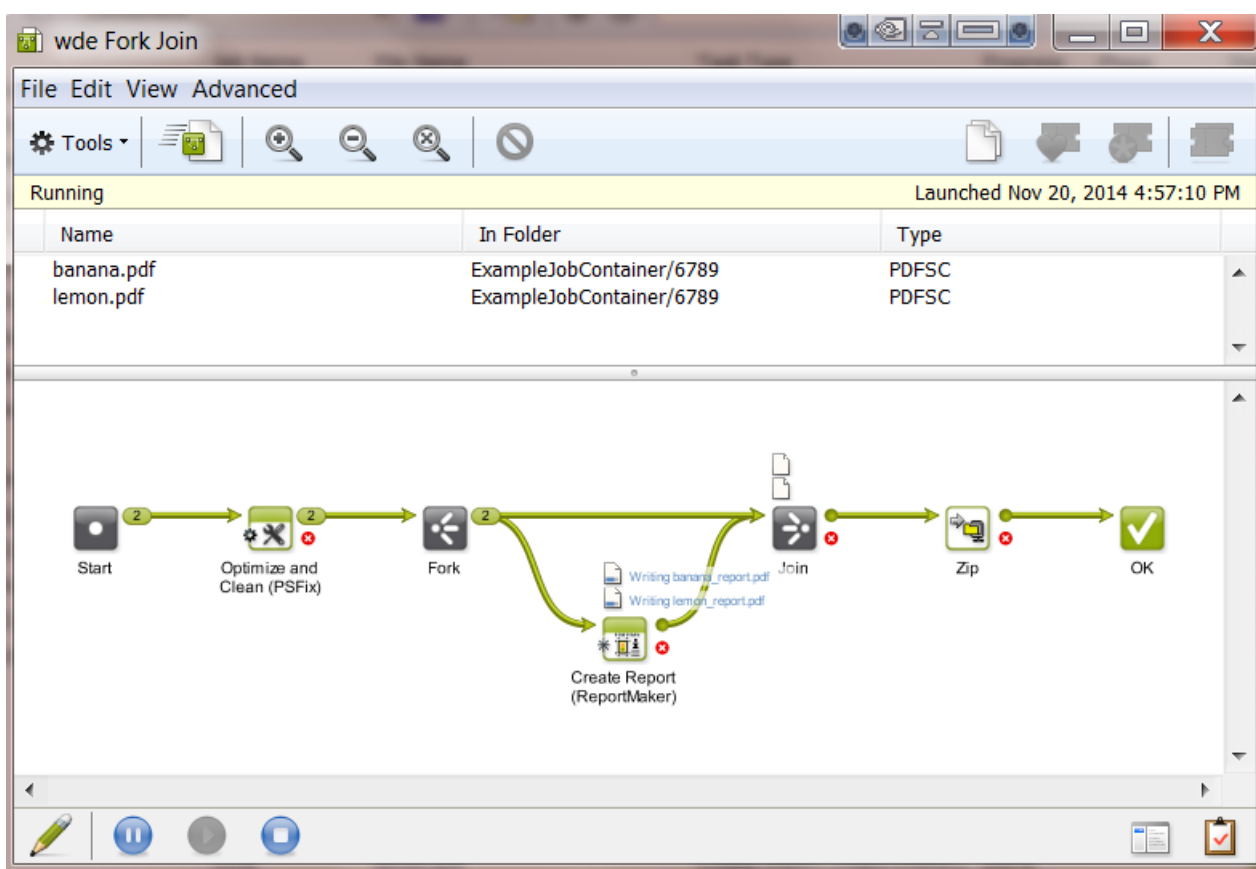 wde Fork Join
File Edit View Advanced
Tools
Running Launched Nov 20, 2014 4:57:10 PM
Name In Folder Type
banana.pdf ExampleJobContainer/6789 PDFSC
lemon.pdf ExampleJobContainer/6789 PDFSC
2 2 2
Start Optimize and Clean (PSFix) Fork Join Zip OK
Writing banana_report.pdf
Writing lemon_report.pdf
Create Report
(ReportMaker)